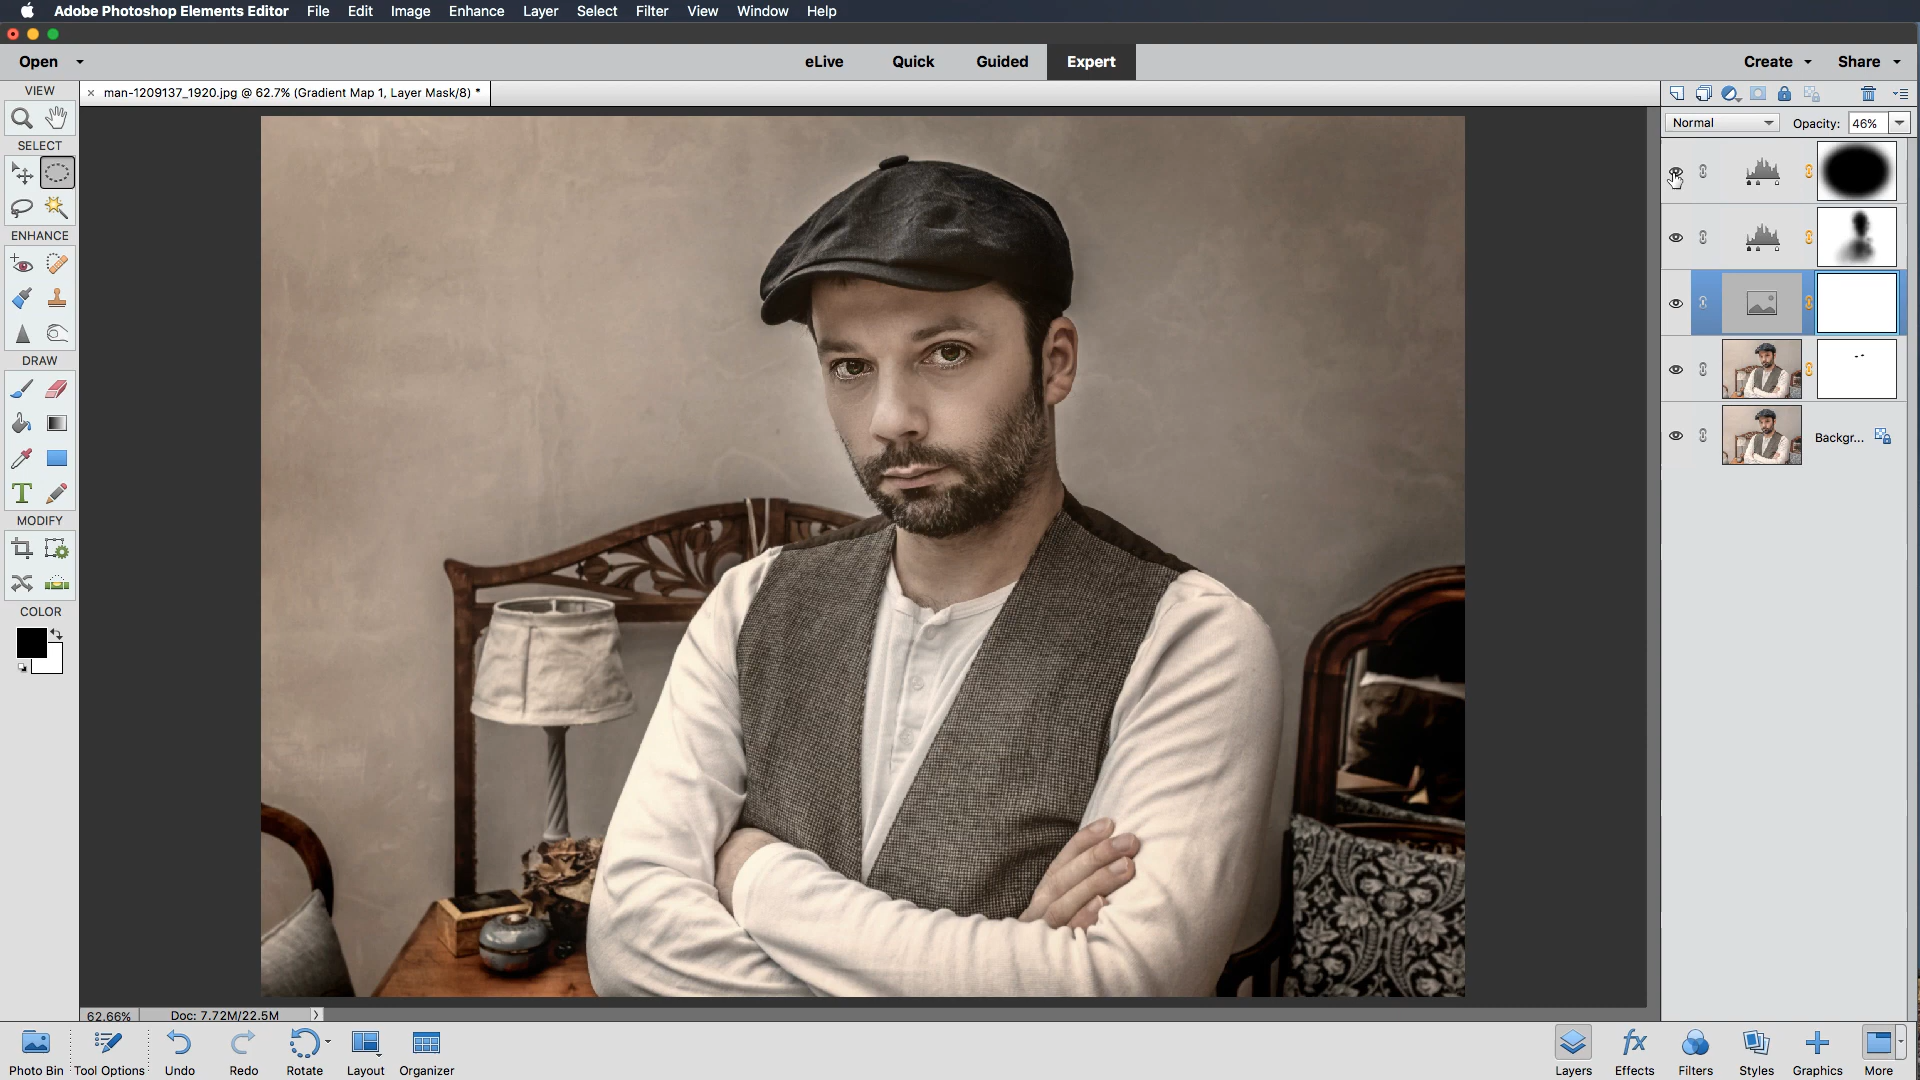 Adobe Photoshop Elements Editor File Edit Image Enhance Layer Select Filter View Window Help
Open eLive Quick Guided Expert Create Share
VIEW
× man-1209137_1920.jpg @ 62.7% (Gradient Map 1, Layer Mask/8) *
Normal Opacity: 46%
SELECT
ENHANCE
DRAW
Backgr...
MODIFY
COLOR
62.66% Doc: 7.72M/22.5M
Photo Bin Tool Options Undo Redo Rotate Layout Organizer Layers Effects Filters Styles Graphics More